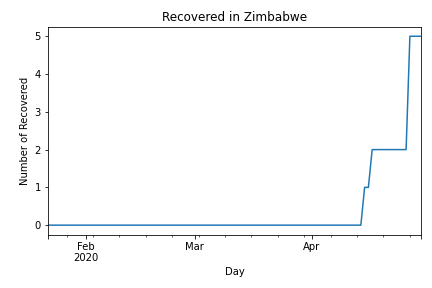 Recovered in Zimbabwe
5
4
3
2
1
0
Number of Recovered
Feb
2020
Mar
Apr
Day